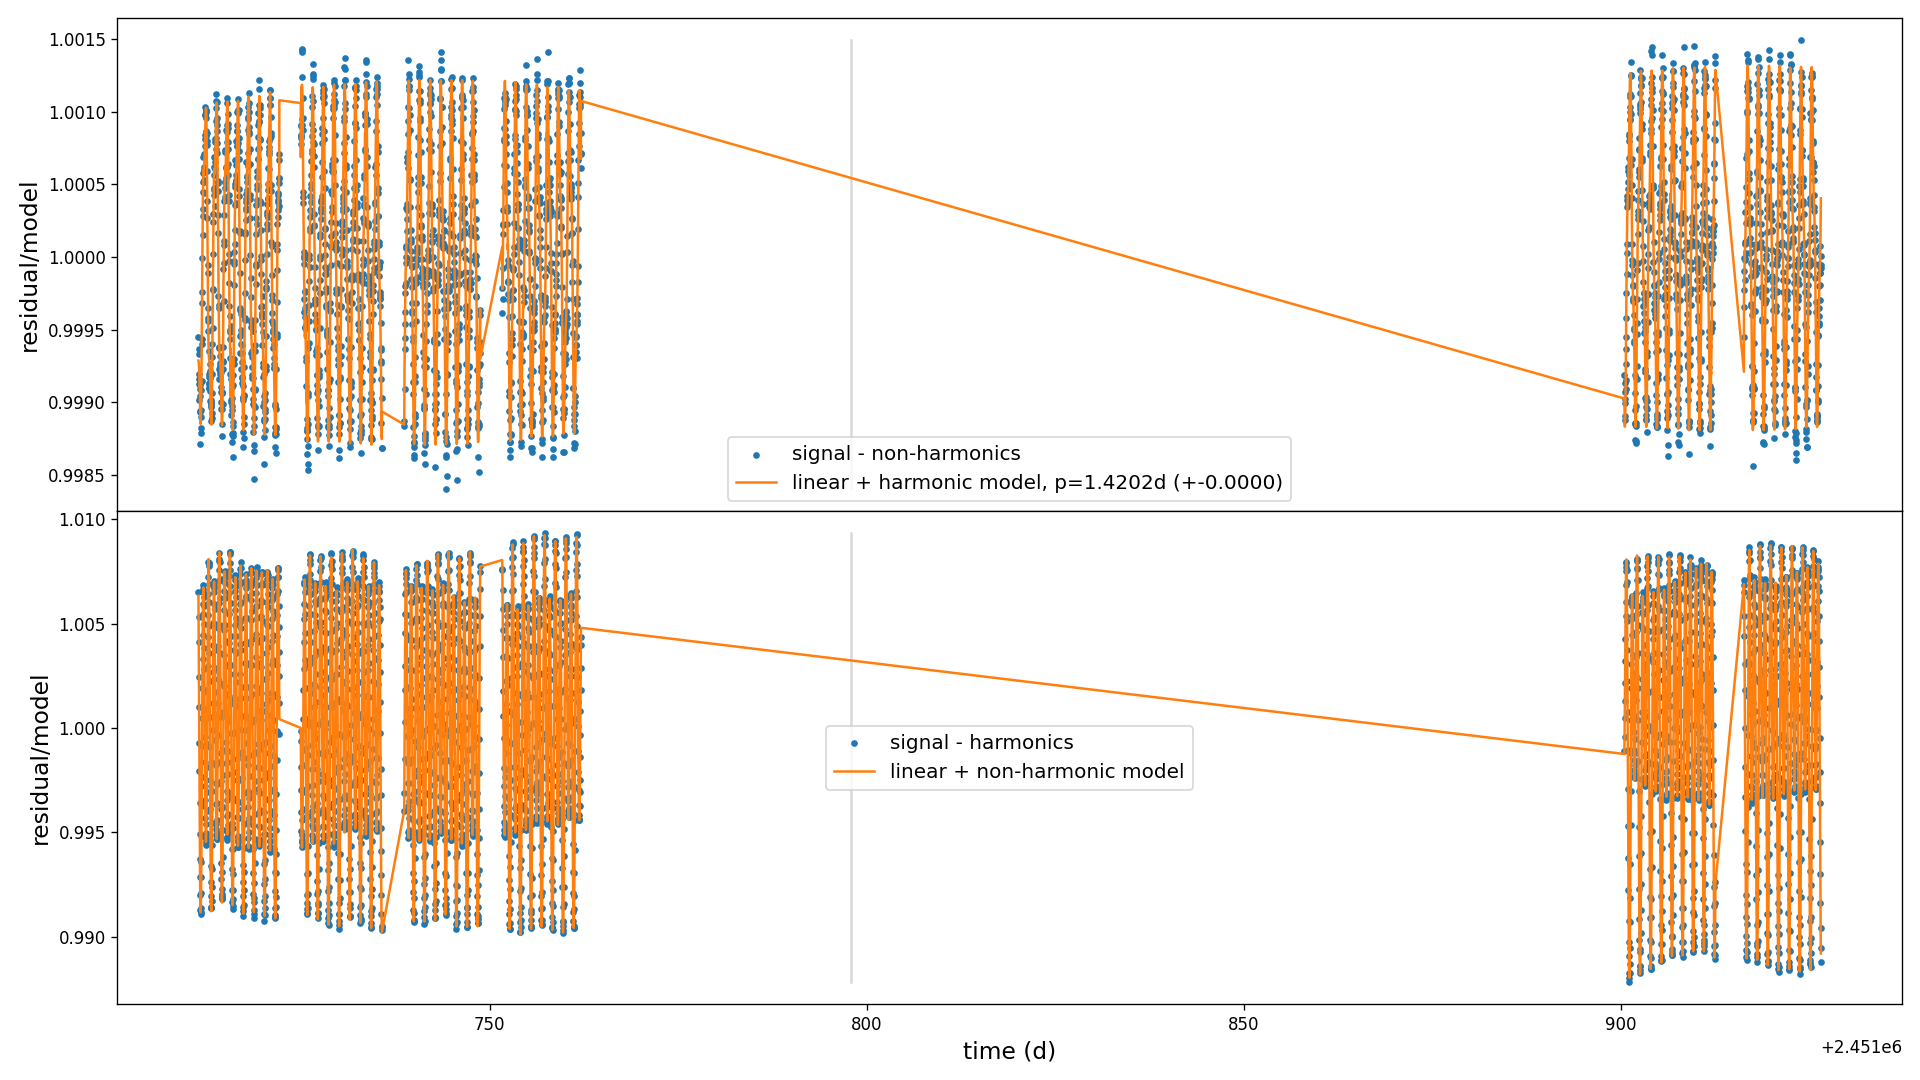 1.0015
1.0010
1.0005
1.0000
0.9995
0.9990
0.9985
residual/model
signal - non-harmonics
linear + harmonic model, p=1.4202d (+-0.0000)
1.010
1.005
1.000
0.995
0.990
residual/model
signal - harmonics
linear + non-harmonic model
750
800
850
900
time (d)
+2.451e6